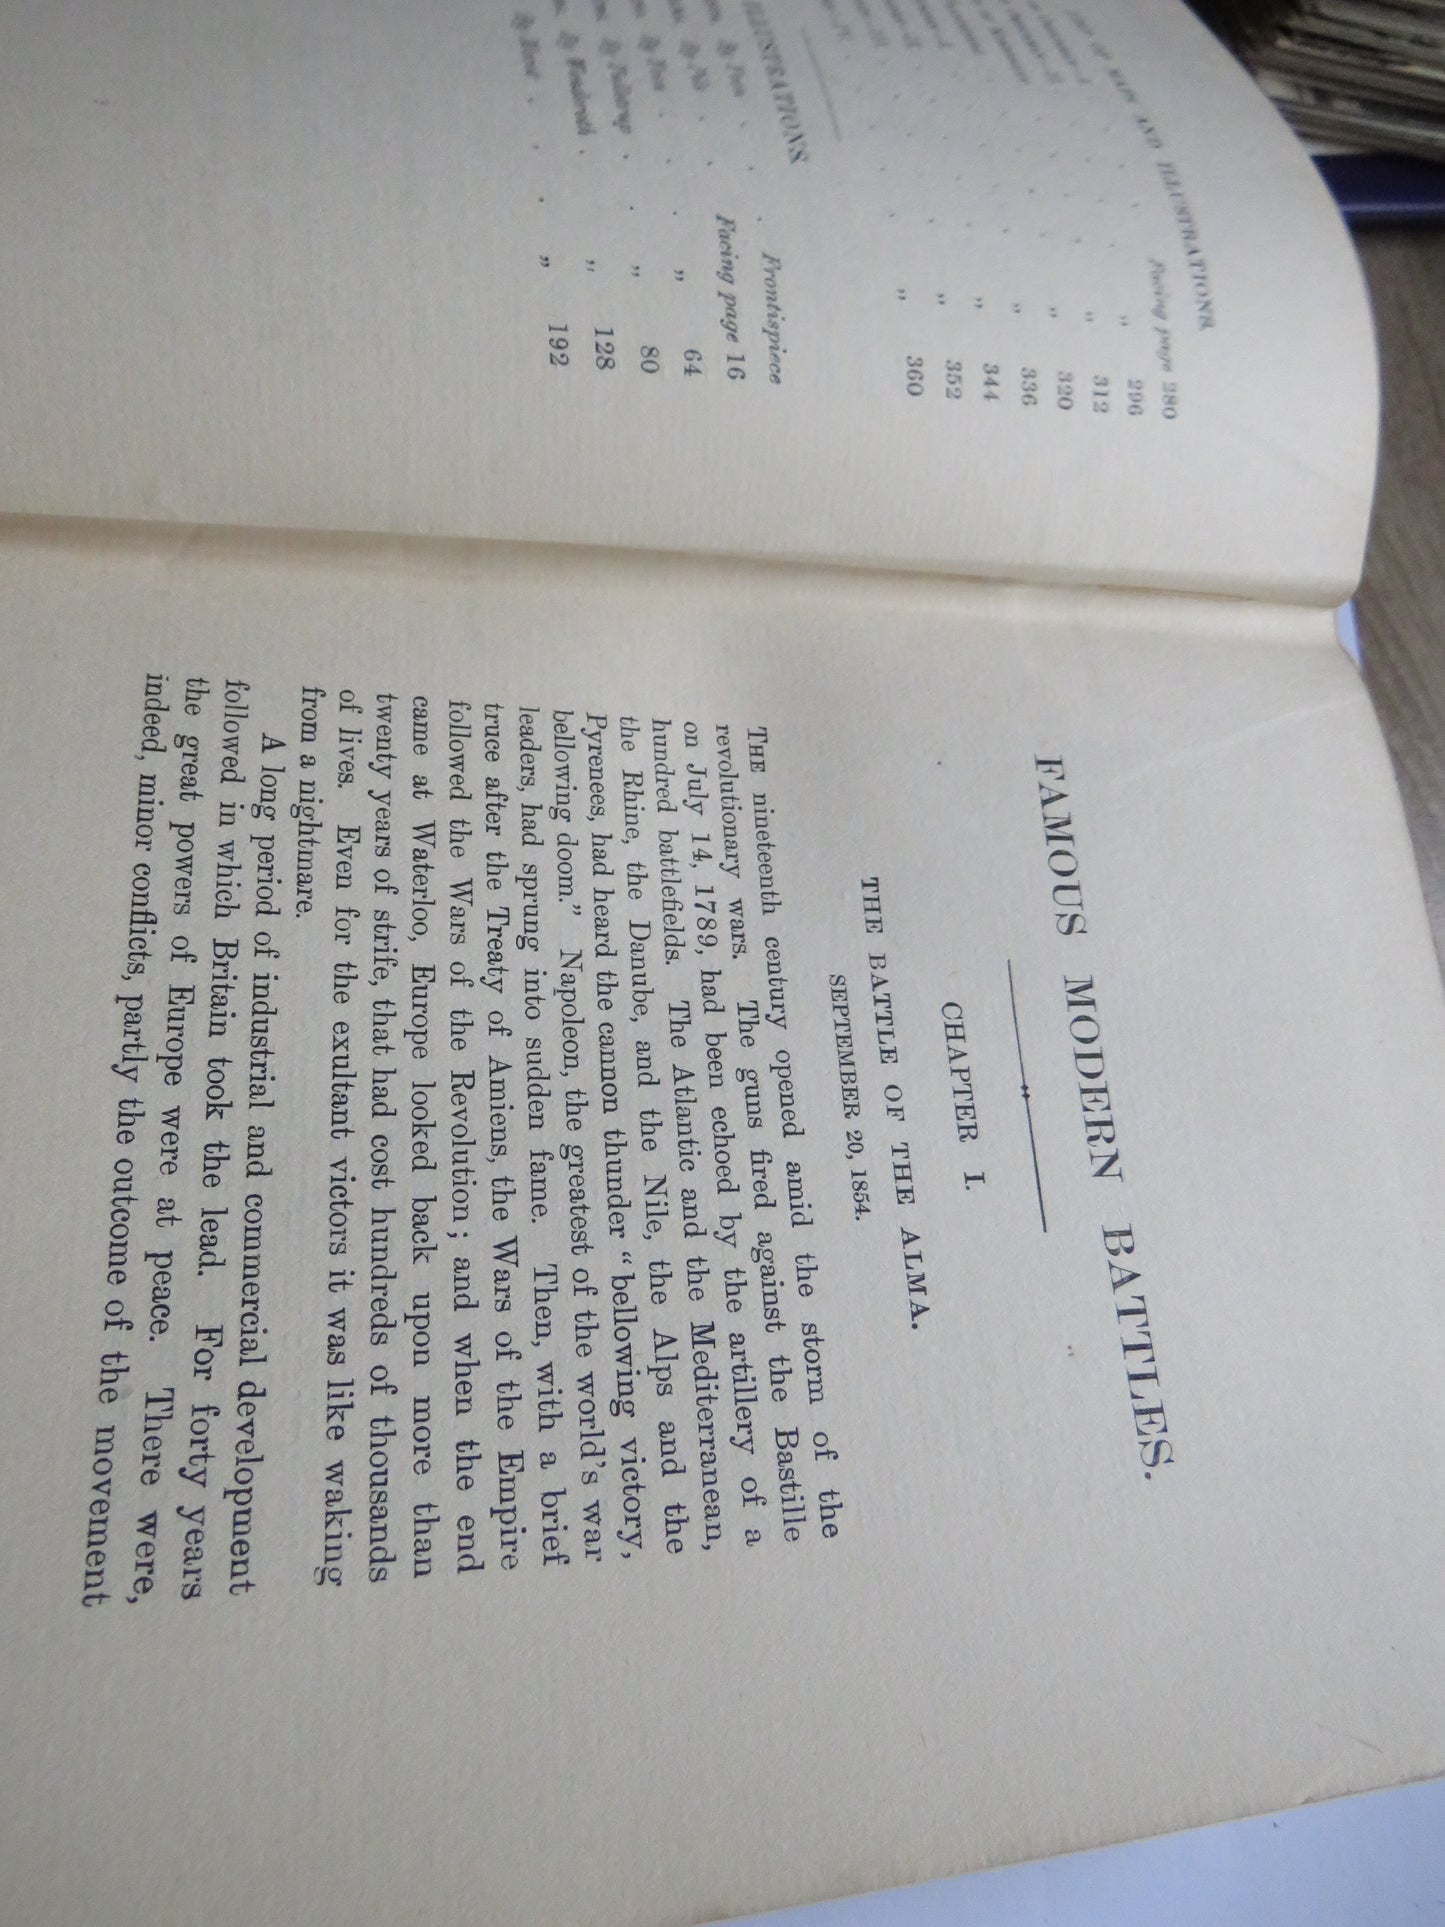 LIST OF MAPS AND ILLUSTRATIONS
Facing page 280
" 296
" 312
" 320
" 336
" 344
" 352
" 360
ILLUSTRATIONS
Frontispiece
Facing page 16
" 64
" 80
" 128
" 192
FAMOUS MODERN BATTLES.
CHAPTER I.
THE BATTLE OF THE ALMA.
SEPTEMBER 20, 1854.
THE nineteenth century opened amid the storm of the
revolutionary wars. The guns fired against the Bastille
on July 14, 1789, had been echoed by the artillery of a
hundred battlefields. The Atlantic and the Mediterranean,
the Rhine, the Danube, and the Nile, the Alps and the
Pyrenees, had heard the cannon thunder "bellowing victory,
bellowing doom." Napoleon, the greatest of the world's war
leaders, had sprung into sudden fame. Then, with a brief
truce after the Treaty of Amiens, the Wars of the Empire
followed the Wars of the Revolution; and when the end
came at Waterloo, Europe looked back upon more than
twenty years of strife, that had cost hundreds of thousands
of lives. Even for the exultant victors it was like waking
from a nightmare.
A long period of industrial and commercial development
followed in which Britain took the lead. For forty years
the great powers of Europe were at peace. There were,
indeed, minor conflicts, partly the outcome of the movement